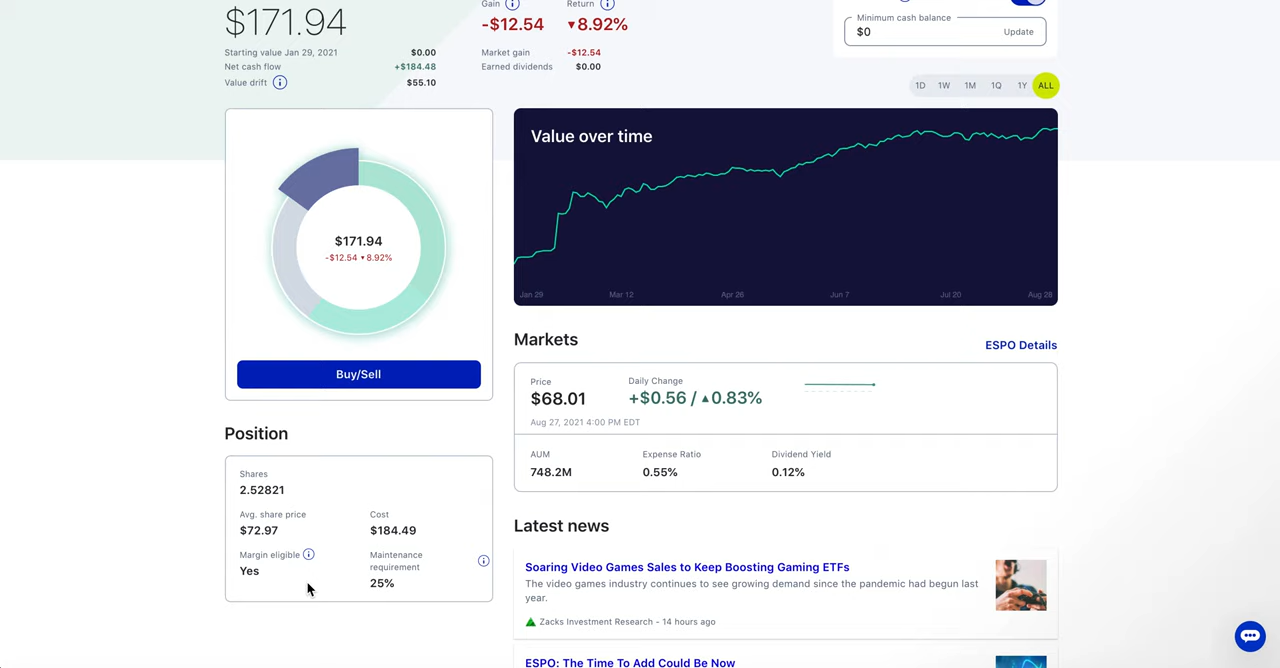 $171.94
Gain
Return
-$12.54
▼8.92%
Starting value Jan 29, 2021 $0.00
Net cash flow +$184.48
Value drift $55.10
Market gain -$12.54
Earned dividends $0.00
Minimum cash balance
$0 Update
1D 1W 1M 1Q 1Y ALL
$171.94
-$12.54 ▼8.92%
Buy/Sell
Position
Shares
2.52821
Avg. share price Cost
$72.97 $184.49
Margin eligible Maintenance requirement
Yes 25%
Value over time
Jan 29 Mar 12 Apr 26 Jun 7 Jul 20 Aug 28
Markets ESPO Details
Price Daily Change
$68.01 +$0.56 / ▲0.83%
Aug 27, 2021 4:00 PM EDT
AUM Expense Ratio Dividend Yield
748.2M 0.55% 0.12%
Latest news
Soaring Video Games Sales to Keep Boosting Gaming ETFs
The video games industry continues to see growing demand since the pandemic had begun last
year.
Zacks Investment Research - 14 hours ago
ESPO: The Time To Add Could Be Now